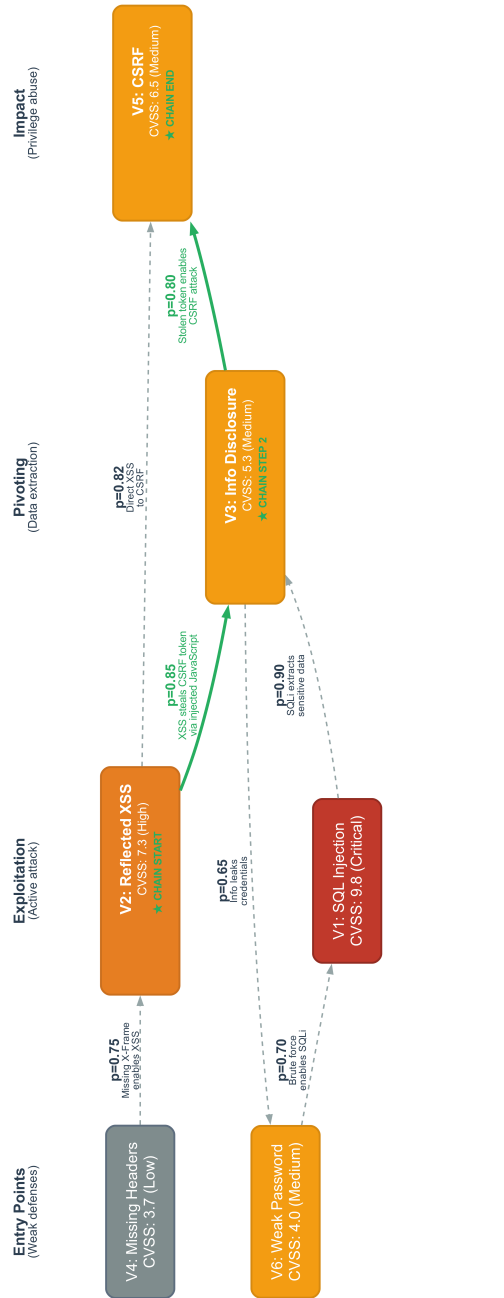 Entry Points
(Weak defenses)
Exploitation
(Active attack)
Pivoting
(Data extraction)
Impact
(Privilege abuse)
V4: Missing Headers
CVSS: 3.7 (Low)
p=0.75
Missing X-Frame
enables XSS
V2: Reflected XSS
CVSS: 7.3 (High)
★ CHAIN START
p=0.82
Direct XSS
to CSRF
p=0.85
XSS steals CSRF token
via injected JavaScript
V3: Info Disclosure
CVSS: 5.3 (Medium)
★ CHAIN STEP 2
p=0.80
Stolen token enables
CSRF attack
V5: CSRF
CVSS: 6.5 (Medium)
★ CHAIN END
p=0.65
Info leaks
credentials
V6: Weak Password
CVSS: 4.0 (Medium)
p=0.70
Brute force
enables SQLi
V1: SQL Injection
CVSS: 9.8 (Critical)
p=0.90
SQLi extracts
sensitive data